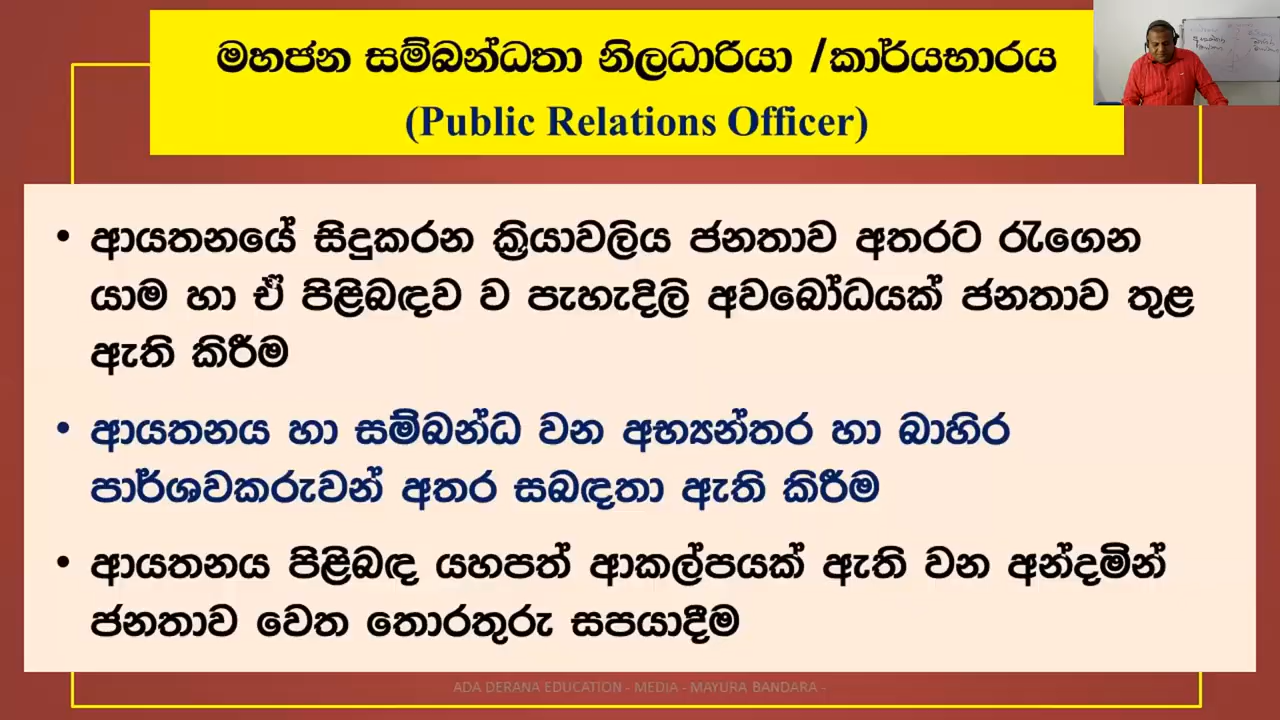 මහජන සම්බන්ධතා නිලධාරියා /කාර්යභාරය
(Public Relations Officer)
• ආයතනයේ සිදුකරන ක්‍රියාවලිය ජනතාව අතරට රැගෙන
යාම හා ඒ පිළිබඳව ව පැහැදිලි අවබෝධයක් ජනතාව තුළ
ඇති කිරීම
• ආයතනය හා සම්බන්ධ වන අභ්‍යන්තර හා බාහිර
පාර්ශවකරුවන් අතර සබඳතා ඇති කිරීම
• ආයතනය පිළිබඳ යහපත් ආකල්පයක් ඇති වන අන්දමින්
ජනතාව වෙත තොරතුරු සපයාදීම
ADA DERANA EDUCATION - MEDIA - MAYURA BANDARA -